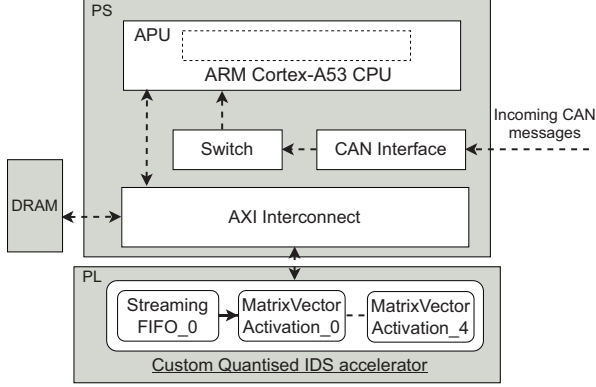 PS
APU
ARM Cortex-A53 CPU
Incoming CAN
messages
Switch
CAN Interface
DRAM
AXI Interconnect
PL
Streaming
FIFO_0
MatrixVector
Activation_0
MatrixVector
Activation_4
Custom Quantised IDS accelerator